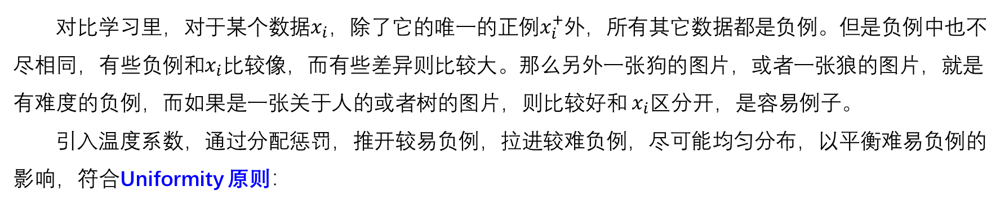 对比学习里，对于某个数据$x_i$，除了它的唯一的正例$x_i^+$外，所有其它数据都是负例。但是负例中也不
尽相同，有些负例和$x_i$比较像，而有些差异则比较大。那么另外一张狗的图片，或者一张狼的图片，就是
有难度的负例，而如果是一张关于人的或者树的图片，则比较好和 $x_i$区分开，是容易例子。
引入温度系数，通过分配惩罚，推开较易负例，拉进较难负例，尽可能均匀分布，以平衡难易负例的
影响，符合Uniformity 原则：